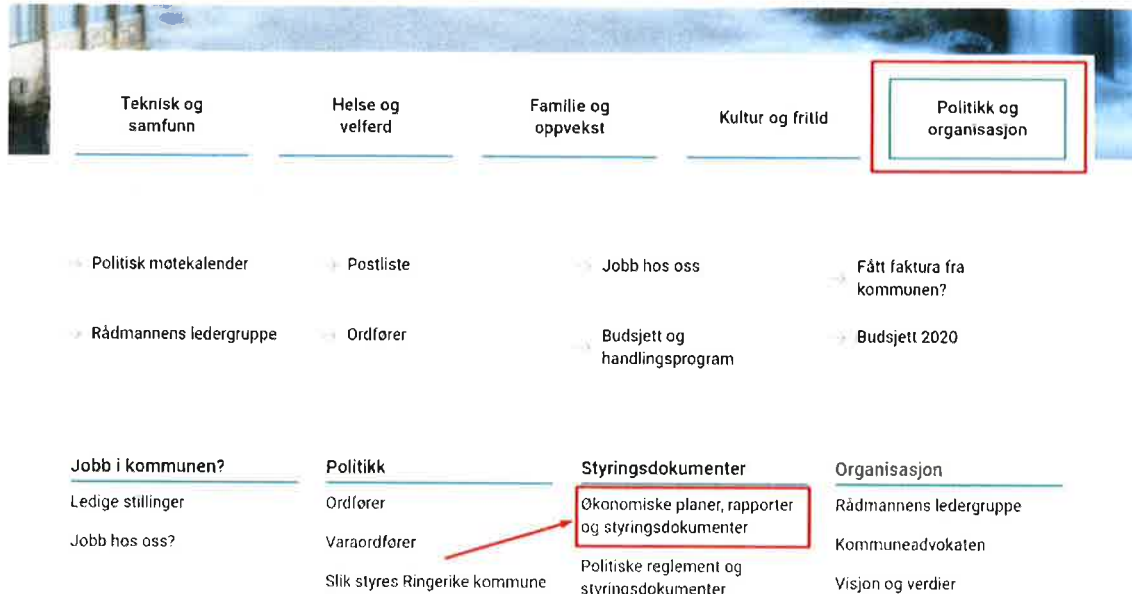 Teknisk og
samfunn
Helse og
velferd
Familie og
oppvekst
Kultur og fritid
Politikk og
organisasjon
Politisk møtekalender
Postliste
Jobb hos oss
Fått faktura fra
kommunen?
Rådmannens ledergruppe
Ordfører
Budsjett og
handlingsprogram
Budsjett 2020
Jobb i kommunen?
Ledige stillinger
Jobb hos oss?
Politikk
Ordfører
Varaordfører
Slik styres Ringerike kommune
Styringsdokumenter
Økonomiske planer, rapporter
og styringsdokumenter
Politiske reglement og
styringsdokumenter
Organisasjon
Rådmannens ledergruppe
Kommuneadvokaten
Visjon og verdier